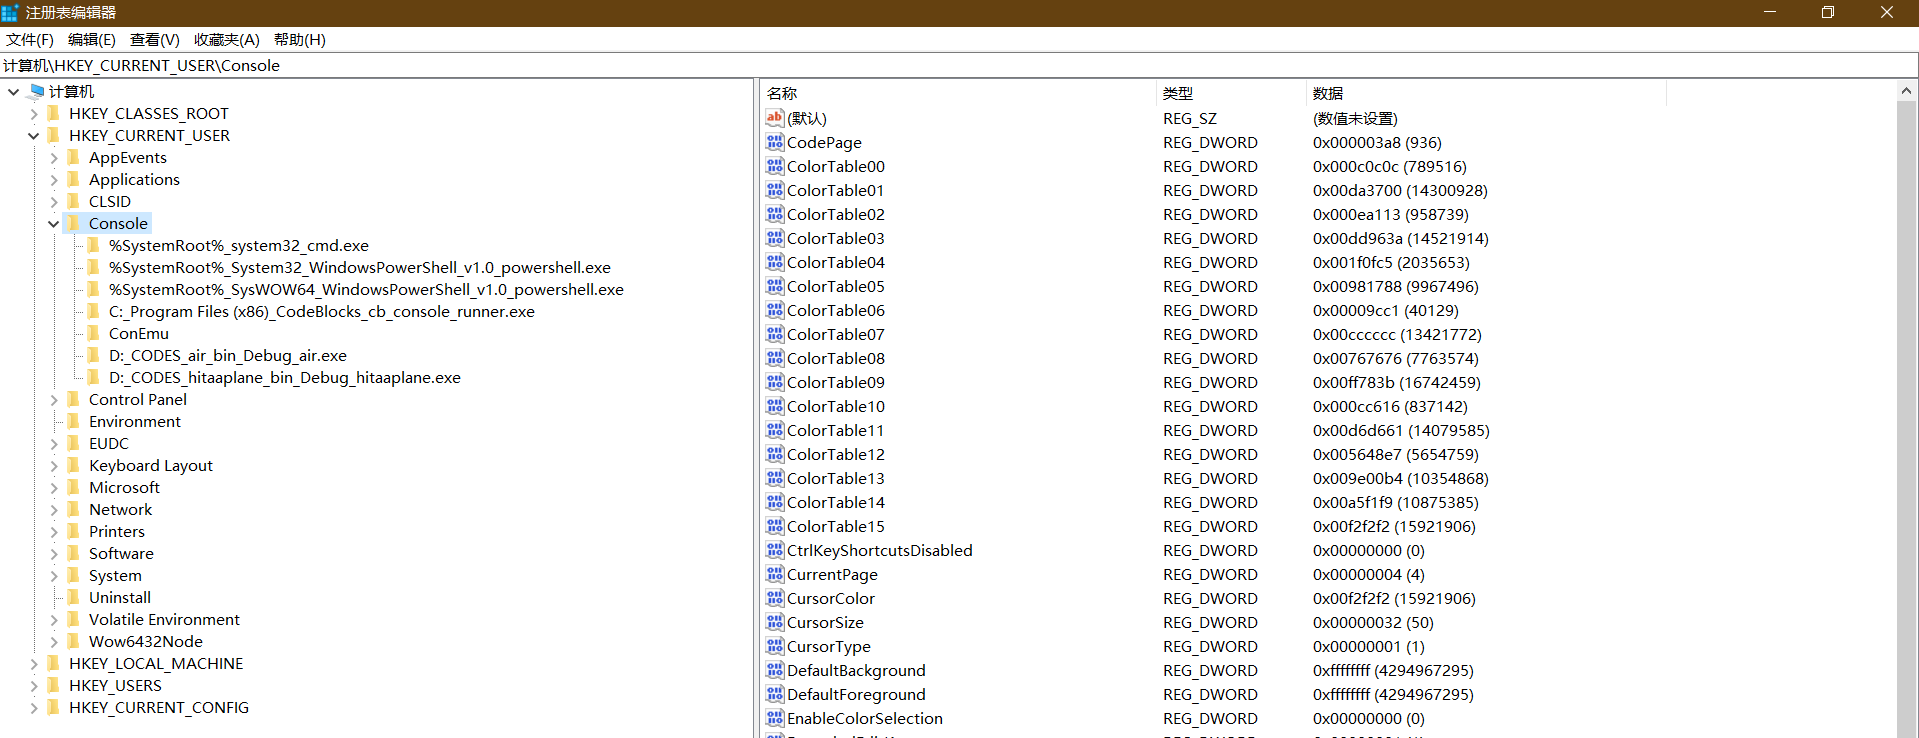 注册表编辑器
文件(F) 编辑(E) 查看(V) 收藏夹(A) 帮助(H)
计算机\HKEY_CURRENT_USER\Console
计算机
HKEY_CLASSES_ROOT
HKEY_CURRENT_USER
AppEvents
Applications
CLSID
Console
%SystemRoot%_system32_cmd.exe
%SystemRoot%_System32_WindowsPowerShell_v1.0_powershell.exe
%SystemRoot%_SysWOW64_WindowsPowerShell_v1.0_powershell.exe
C:_Program Files (x86)_CodeBlocks_cb_console_runner.exe
ConEmu
D:_CODES_air_bin_Debug_air.exe
D:_CODES_hitaaplane_bin_Debug_hitaaplane.exe
Control Panel
Environment
EUDC
Keyboard Layout
Microsoft
Network
Printers
Software
System
Uninstall
Volatile Environment
Wow6432Node
HKEY_LOCAL_MACHINE
HKEY_USERS
HKEY_CURRENT_CONFIG
名称 类型 数据
(默认) REG_SZ (数值未设置)
CodePage REG_DWORD 0x000003a8 (936)
ColorTable00 REG_DWORD 0x000c0c0c (789516)
ColorTable01 REG_DWORD 0x00da3700 (14300928)
ColorTable02 REG_DWORD 0x000ea113 (958739)
ColorTable03 REG_DWORD 0x00dd963a (14521914)
ColorTable04 REG_DWORD 0x001f0fc5 (2035653)
ColorTable05 REG_DWORD 0x00981788 (9967496)
ColorTable06 REG_DWORD 0x00009cc1 (40129)
ColorTable07 REG_DWORD 0x00cccccc (13421772)
ColorTable08 REG_DWORD 0x00767676 (7763574)
ColorTable09 REG_DWORD 0x00ff783b (16742459)
ColorTable10 REG_DWORD 0x000cc616 (837142)
ColorTable11 REG_DWORD 0x00d6d661 (14079585)
ColorTable12 REG_DWORD 0x005648e7 (5654759)
ColorTable13 REG_DWORD 0x009e00b4 (10354868)
ColorTable14 REG_DWORD 0x00a5f1f9 (10875385)
ColorTable15 REG_DWORD 0x00f2f2f2 (15921906)
CtrlKeyShortcutsDisabled REG_DWORD 0x00000000 (0)
CurrentPage REG_DWORD 0x00000004 (4)
CursorColor REG_DWORD 0x00f2f2f2 (15921906)
CursorSize REG_DWORD 0x00000032 (50)
CursorType REG_DWORD 0x00000001 (1)
DefaultBackground REG_DWORD 0xffffffff (4294967295)
DefaultForeground REG_DWORD 0xffffffff (4294967295)
EnableColorSelection REG_DWORD 0x00000000 (0)